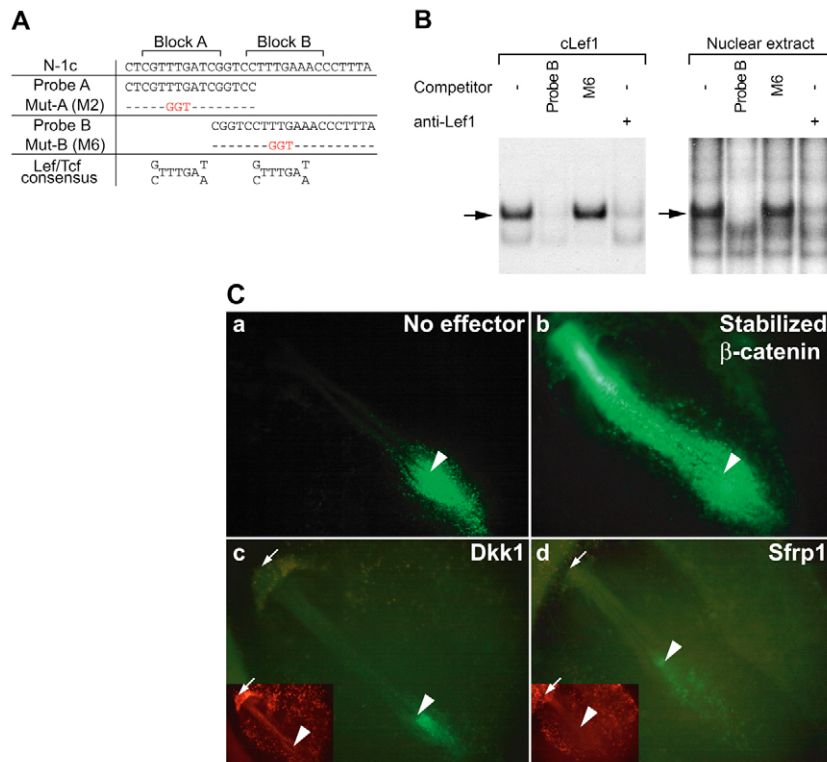 A
Block A Block B
N-1c CTCGTTTGATCGGTCCTTTGAAACCCTTTA
Probe A CTCGTTTGATCGGTCC
Mut-A (M2) -----GGT--------
Probe B CGGTCCTTTGAAACCCTTTA
Mut-B (M6) -------GGT----------
Lef/Tcf consensus G C TTTGA T A G C TTTGA T A
B
cLef1 Nuclear extract
Competitor - Probe B M6 - Probe B M6
anti-Lef1 + +
C
a No effector
b Stabilized
β-catenin
c Dkk1
d Sfrp1